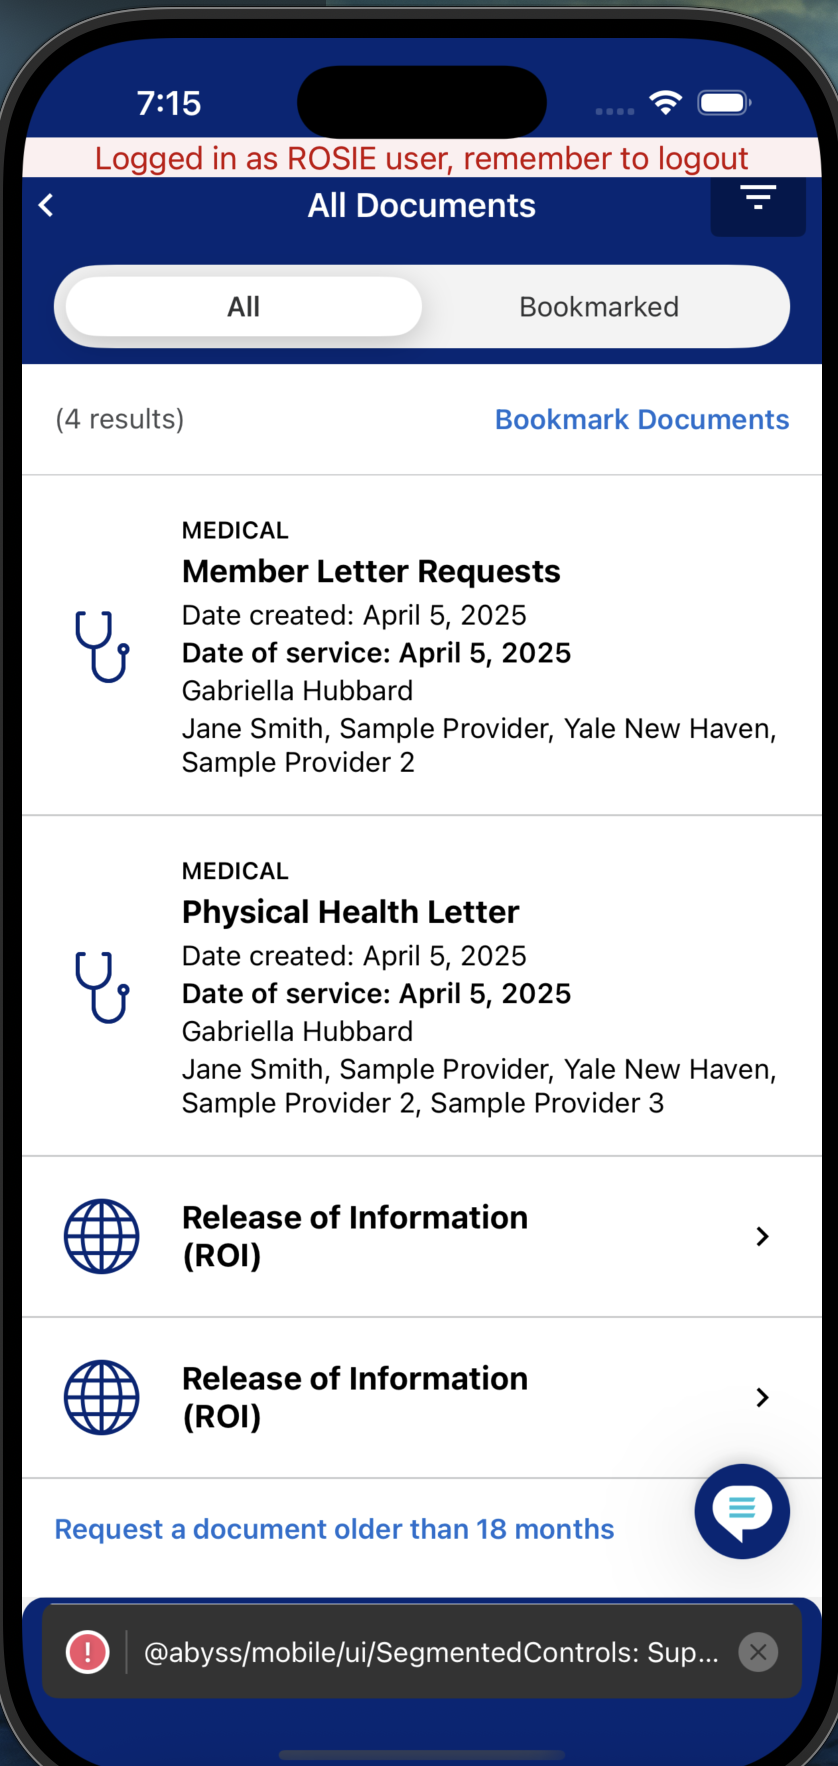 7:15
Logged in as ROSIE user, remember to logout
All Documents
All
Bookmarked
(4 results)
Bookmark Documents
MEDICAL
Member Letter Requests
Date created: April 5, 2025
Date of service: April 5, 2025
Gabriella Hubbard
Jane Smith, Sample Provider, Yale New Haven,
Sample Provider 2
MEDICAL
Physical Health Letter
Date created: April 5, 2025
Date of service: April 5, 2025
Gabriella Hubbard
Jane Smith, Sample Provider, Yale New Haven,
Sample Provider 2, Sample Provider 3
Release of Information
(ROI)
Release of Information
(ROI)
Request a document older than 18 months
! @abyss/mobile/ui/SegmentedControls: Sup...